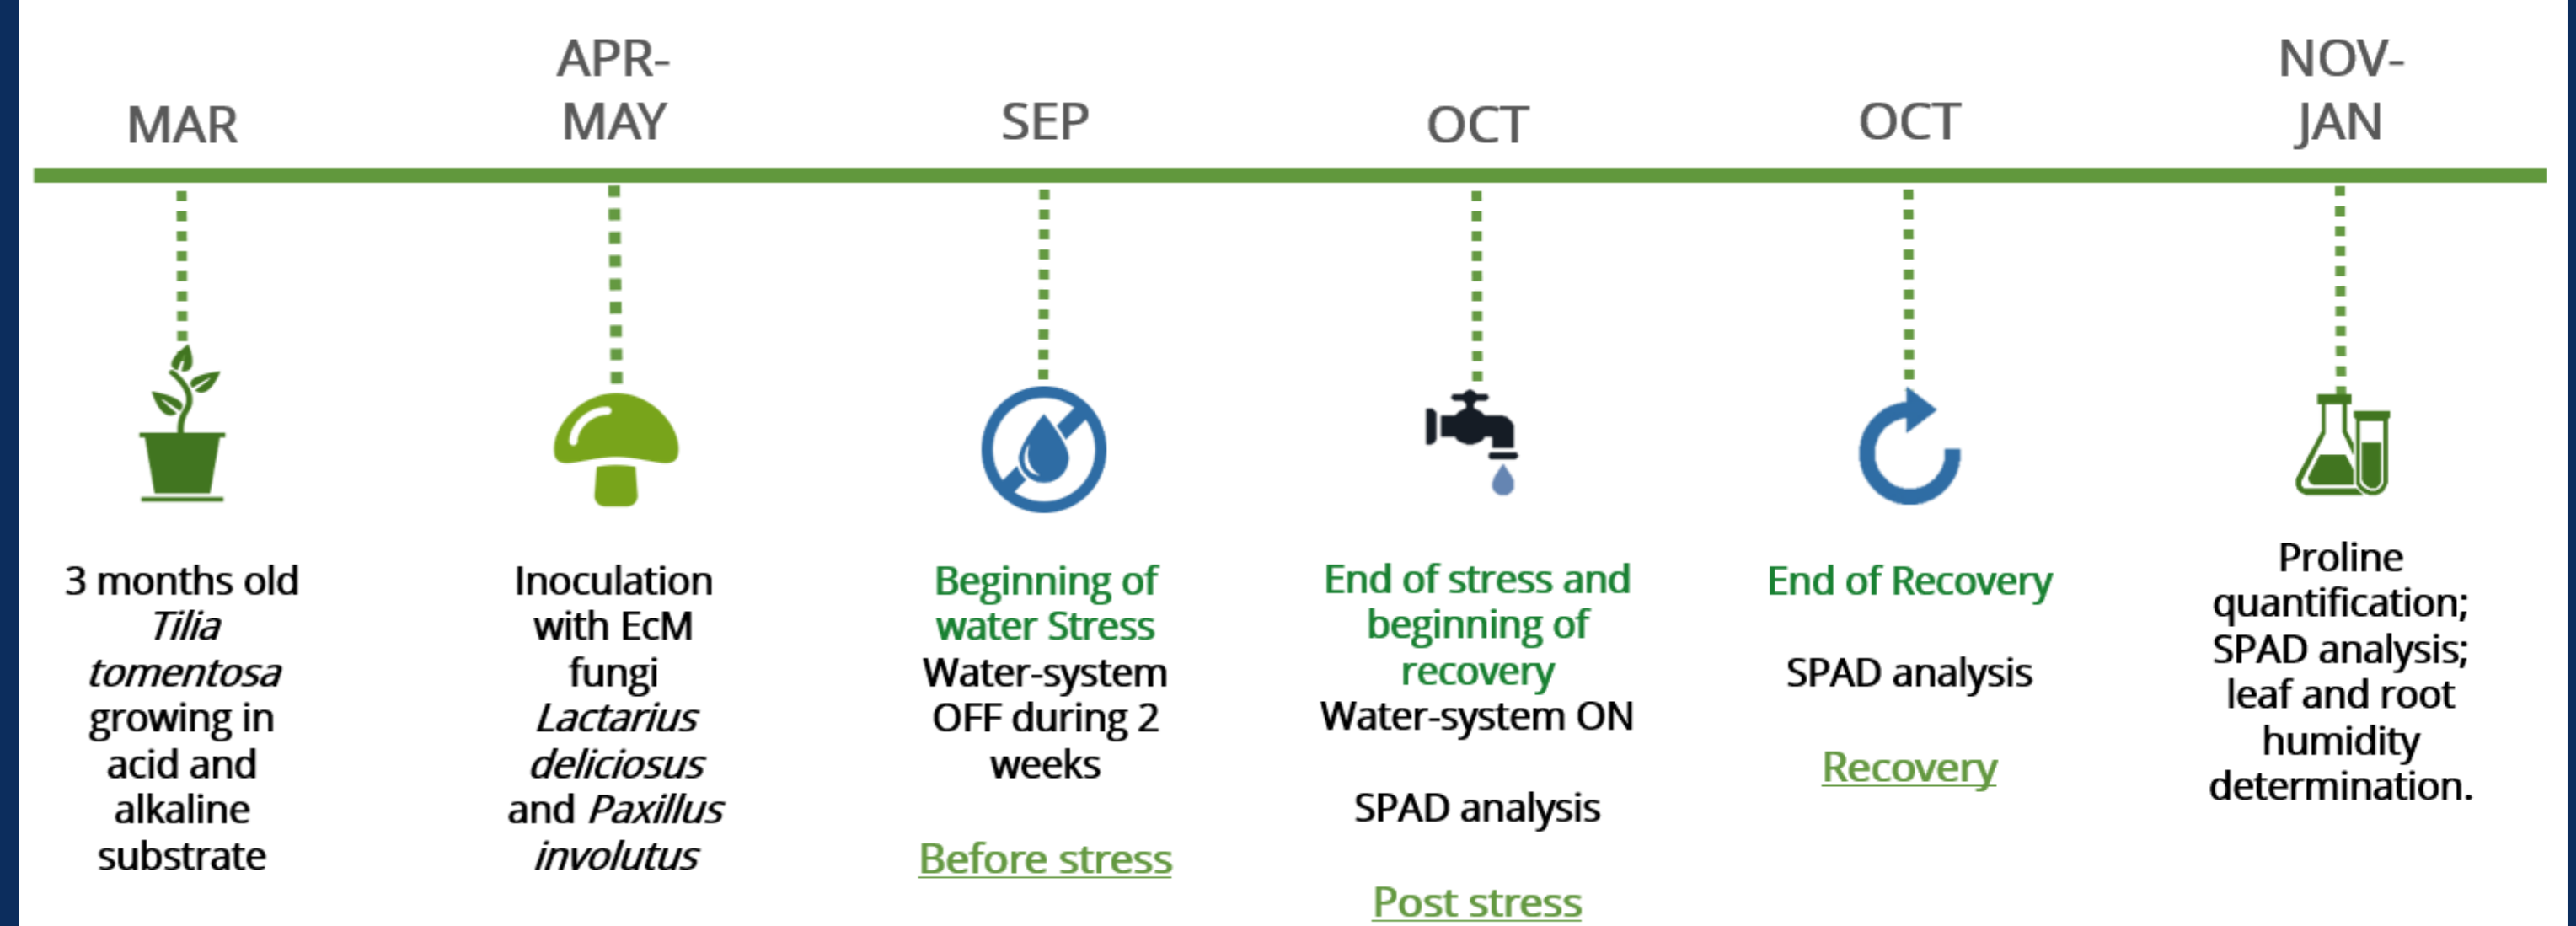 MAR
3 months old
Tilia
tomentosa
growing in
acid and
alkaline
substrate
APR-
MAY
Inoculation
with EcM
fungi
Lactarius
deliciosus
and Paxillus
involutus
SEP
Beginning of
water Stress
Water-system
OFF during 2
weeks
Before stress
OCT
End of stress and
beginning of
recovery
Water-system ON
SPAD analysis
Post stress
OCT
End of Recovery
SPAD analysis
Recovery
NOV-
JAN
Proline
quantification;
SPAD analysis;
leaf and root
humidity
determination.